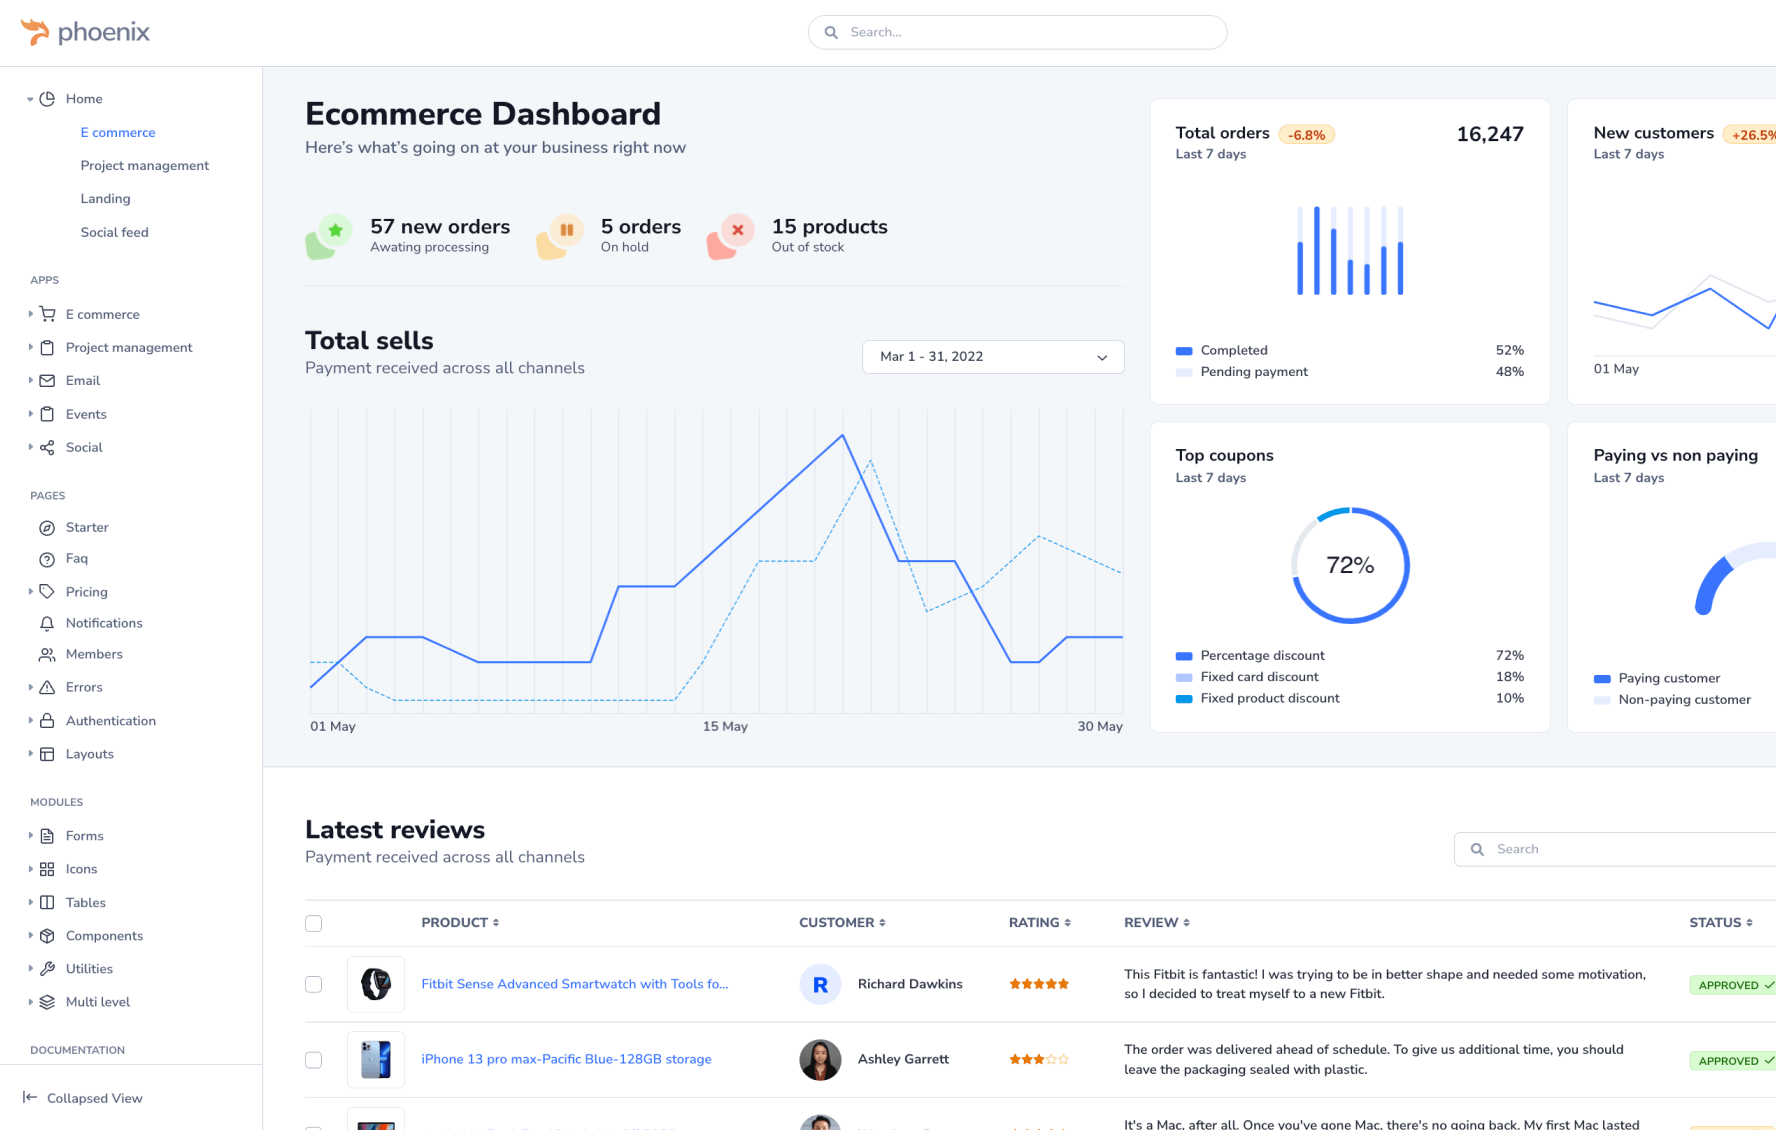 phoenix
Search...
Home
E commerce
Project management
Landing
Social feed
APPS
E commerce
Project management
Email
Events
Social
PAGES
Starter
Faq
Pricing
Notifications
Members
Errors
Authentication
Layouts
MODULES
Forms
Icons
Tables
Components
Utilities
Multi level
DOCUMENTATION
Collapsed View
Ecommerce Dashboard
Here’s what’s going on at your business right now
57 new orders
Awating processing
5 orders
On hold
15 products
Out of stock
Total sells
Payment received across all channels
Mar 1 - 31, 2022
01 May
15 May
30 May
Total orders -6.8% 16,247
Last 7 days
Completed 52%
Pending payment 48%
New customers +26.5%
Last 7 days
01 May
Top coupons
Last 7 days
72%
Percentage discount 72%
Fixed card discount 18%
Fixed product discount 10%
Paying vs non paying
Last 7 days
Paying customer
Non-paying customer
Latest reviews
Payment received across all channels
Search
PRODUCT CUSTOMER RATING REVIEW STATUS
Fitbit Sense Advanced Smartwatch with Tools fo...
R
Richard Dawkins
This Fitbit is fantastic! I was trying to be in better shape and needed some motivation,
so I decided to treat myself to a new Fitbit.
APPROVED
iPhone 13 pro max-Pacific Blue-128GB storage
Ashley Garrett
The order was delivered ahead of schedule. To give us additional time, you should
leave the packaging sealed with plastic.
APPROVED
It's a Mac, after all. Once you've gone Mac, there's no going back. My first Mac lasted